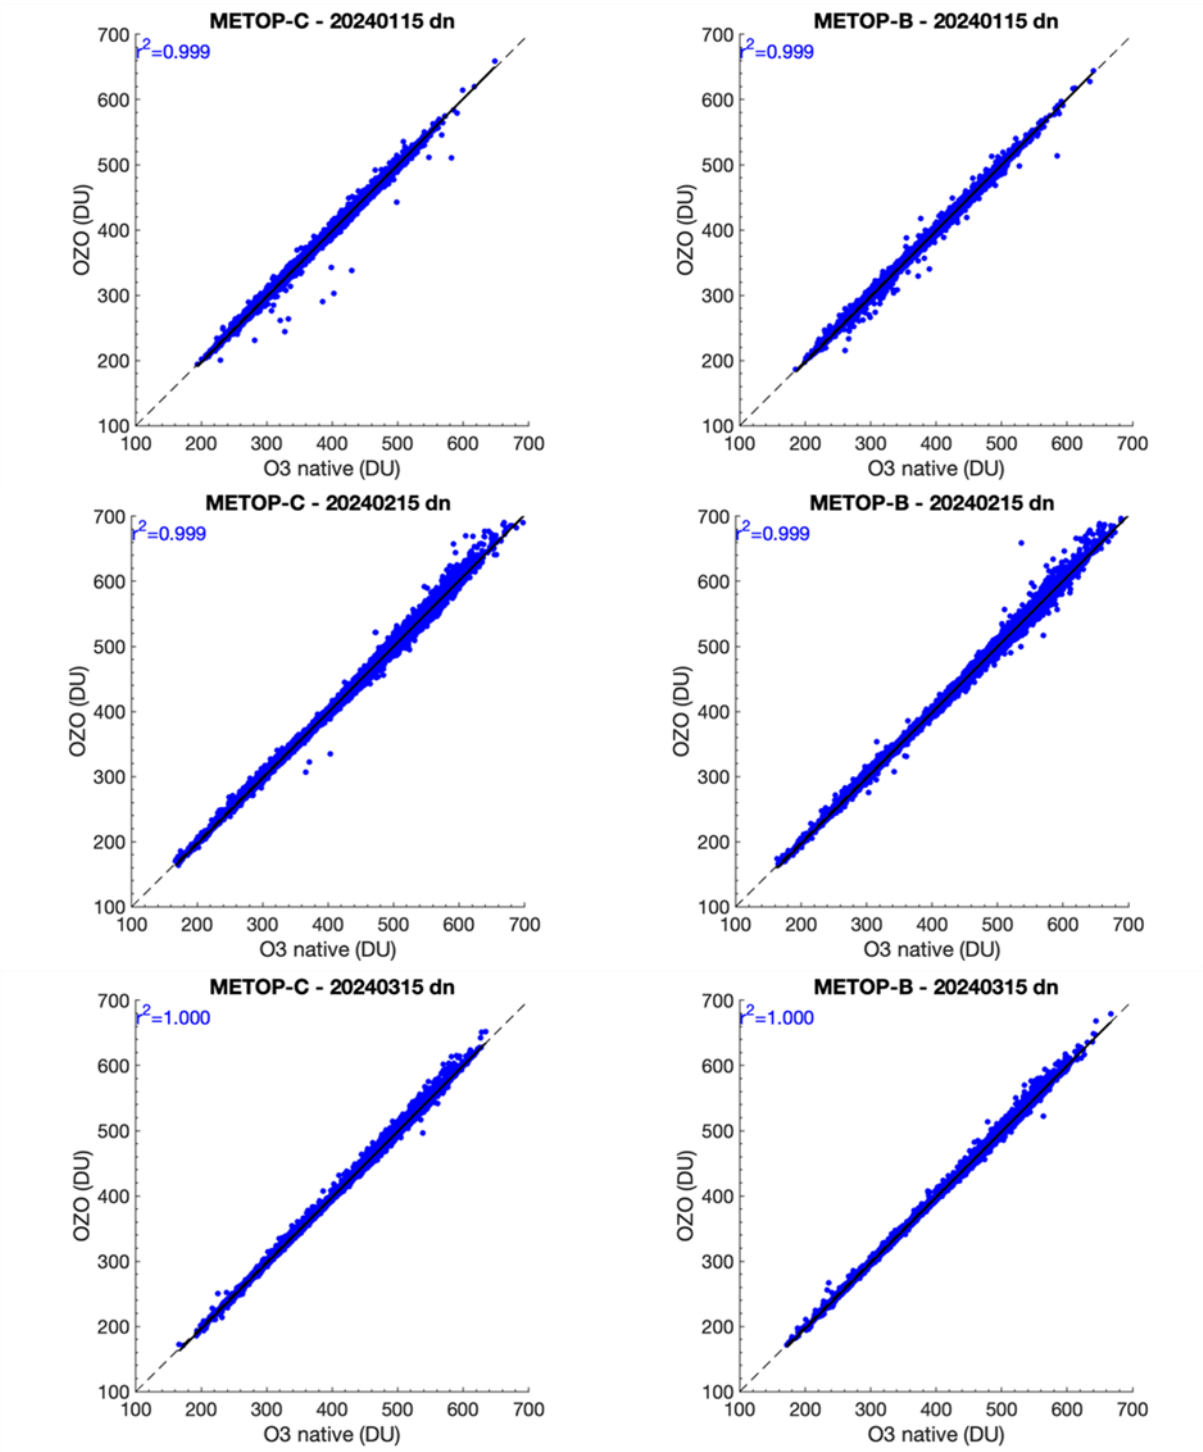 METOP-C - 20240115 dn
700
r²=0.999
600
500
400
300
200
100
OZO (DU)
100 200 300 400 500 600 700
O3 native (DU)
METOP-B - 20240115 dn
700
r²=0.999
600
500
400
300
200
100
OZO (DU)
100 200 300 400 500 600 700
O3 native (DU)
METOP-C - 20240215 dn
700
r²=0.999
600
500
400
300
200
100
OZO (DU)
100 200 300 400 500 600 700
O3 native (DU)
METOP-B - 20240215 dn
700
r²=0.999
600
500
400
300
200
100
OZO (DU)
100 200 300 400 500 600 700
O3 native (DU)
METOP-C - 20240315 dn
700
r²=1.000
600
500
400
300
200
100
OZO (DU)
100 200 300 400 500 600 700
O3 native (DU)
METOP-B - 20240315 dn
700
r²=1.000
600
500
400
300
200
100
OZO (DU)
100 200 300 400 500 600 700
O3 native (DU)